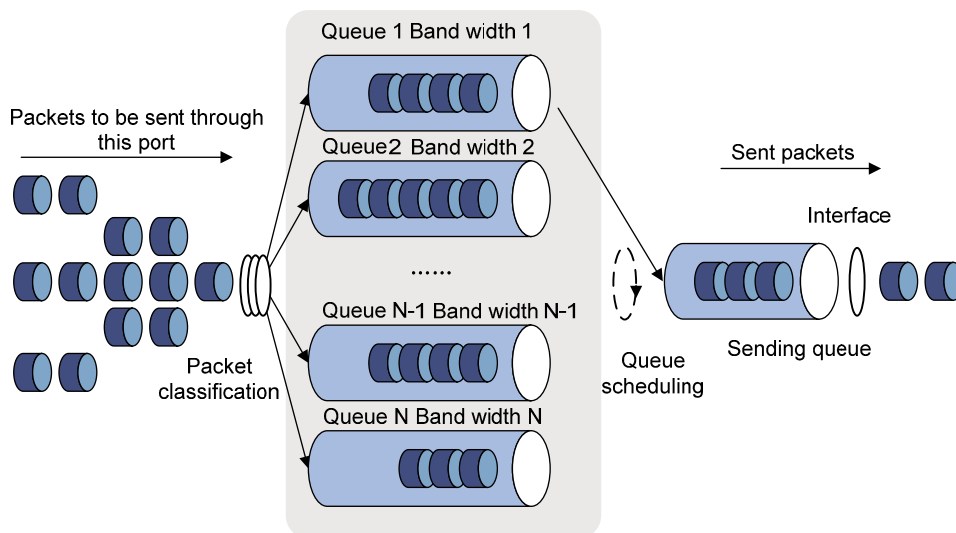 Queue 1 Band width 1
Packets to be sent through
this port
Queue2 Band width 2
Sent packets
Interface
......
Queue N-1 Band width N-1
Packet
classification
Queue
scheduling
Sending queue
Queue N Band width N